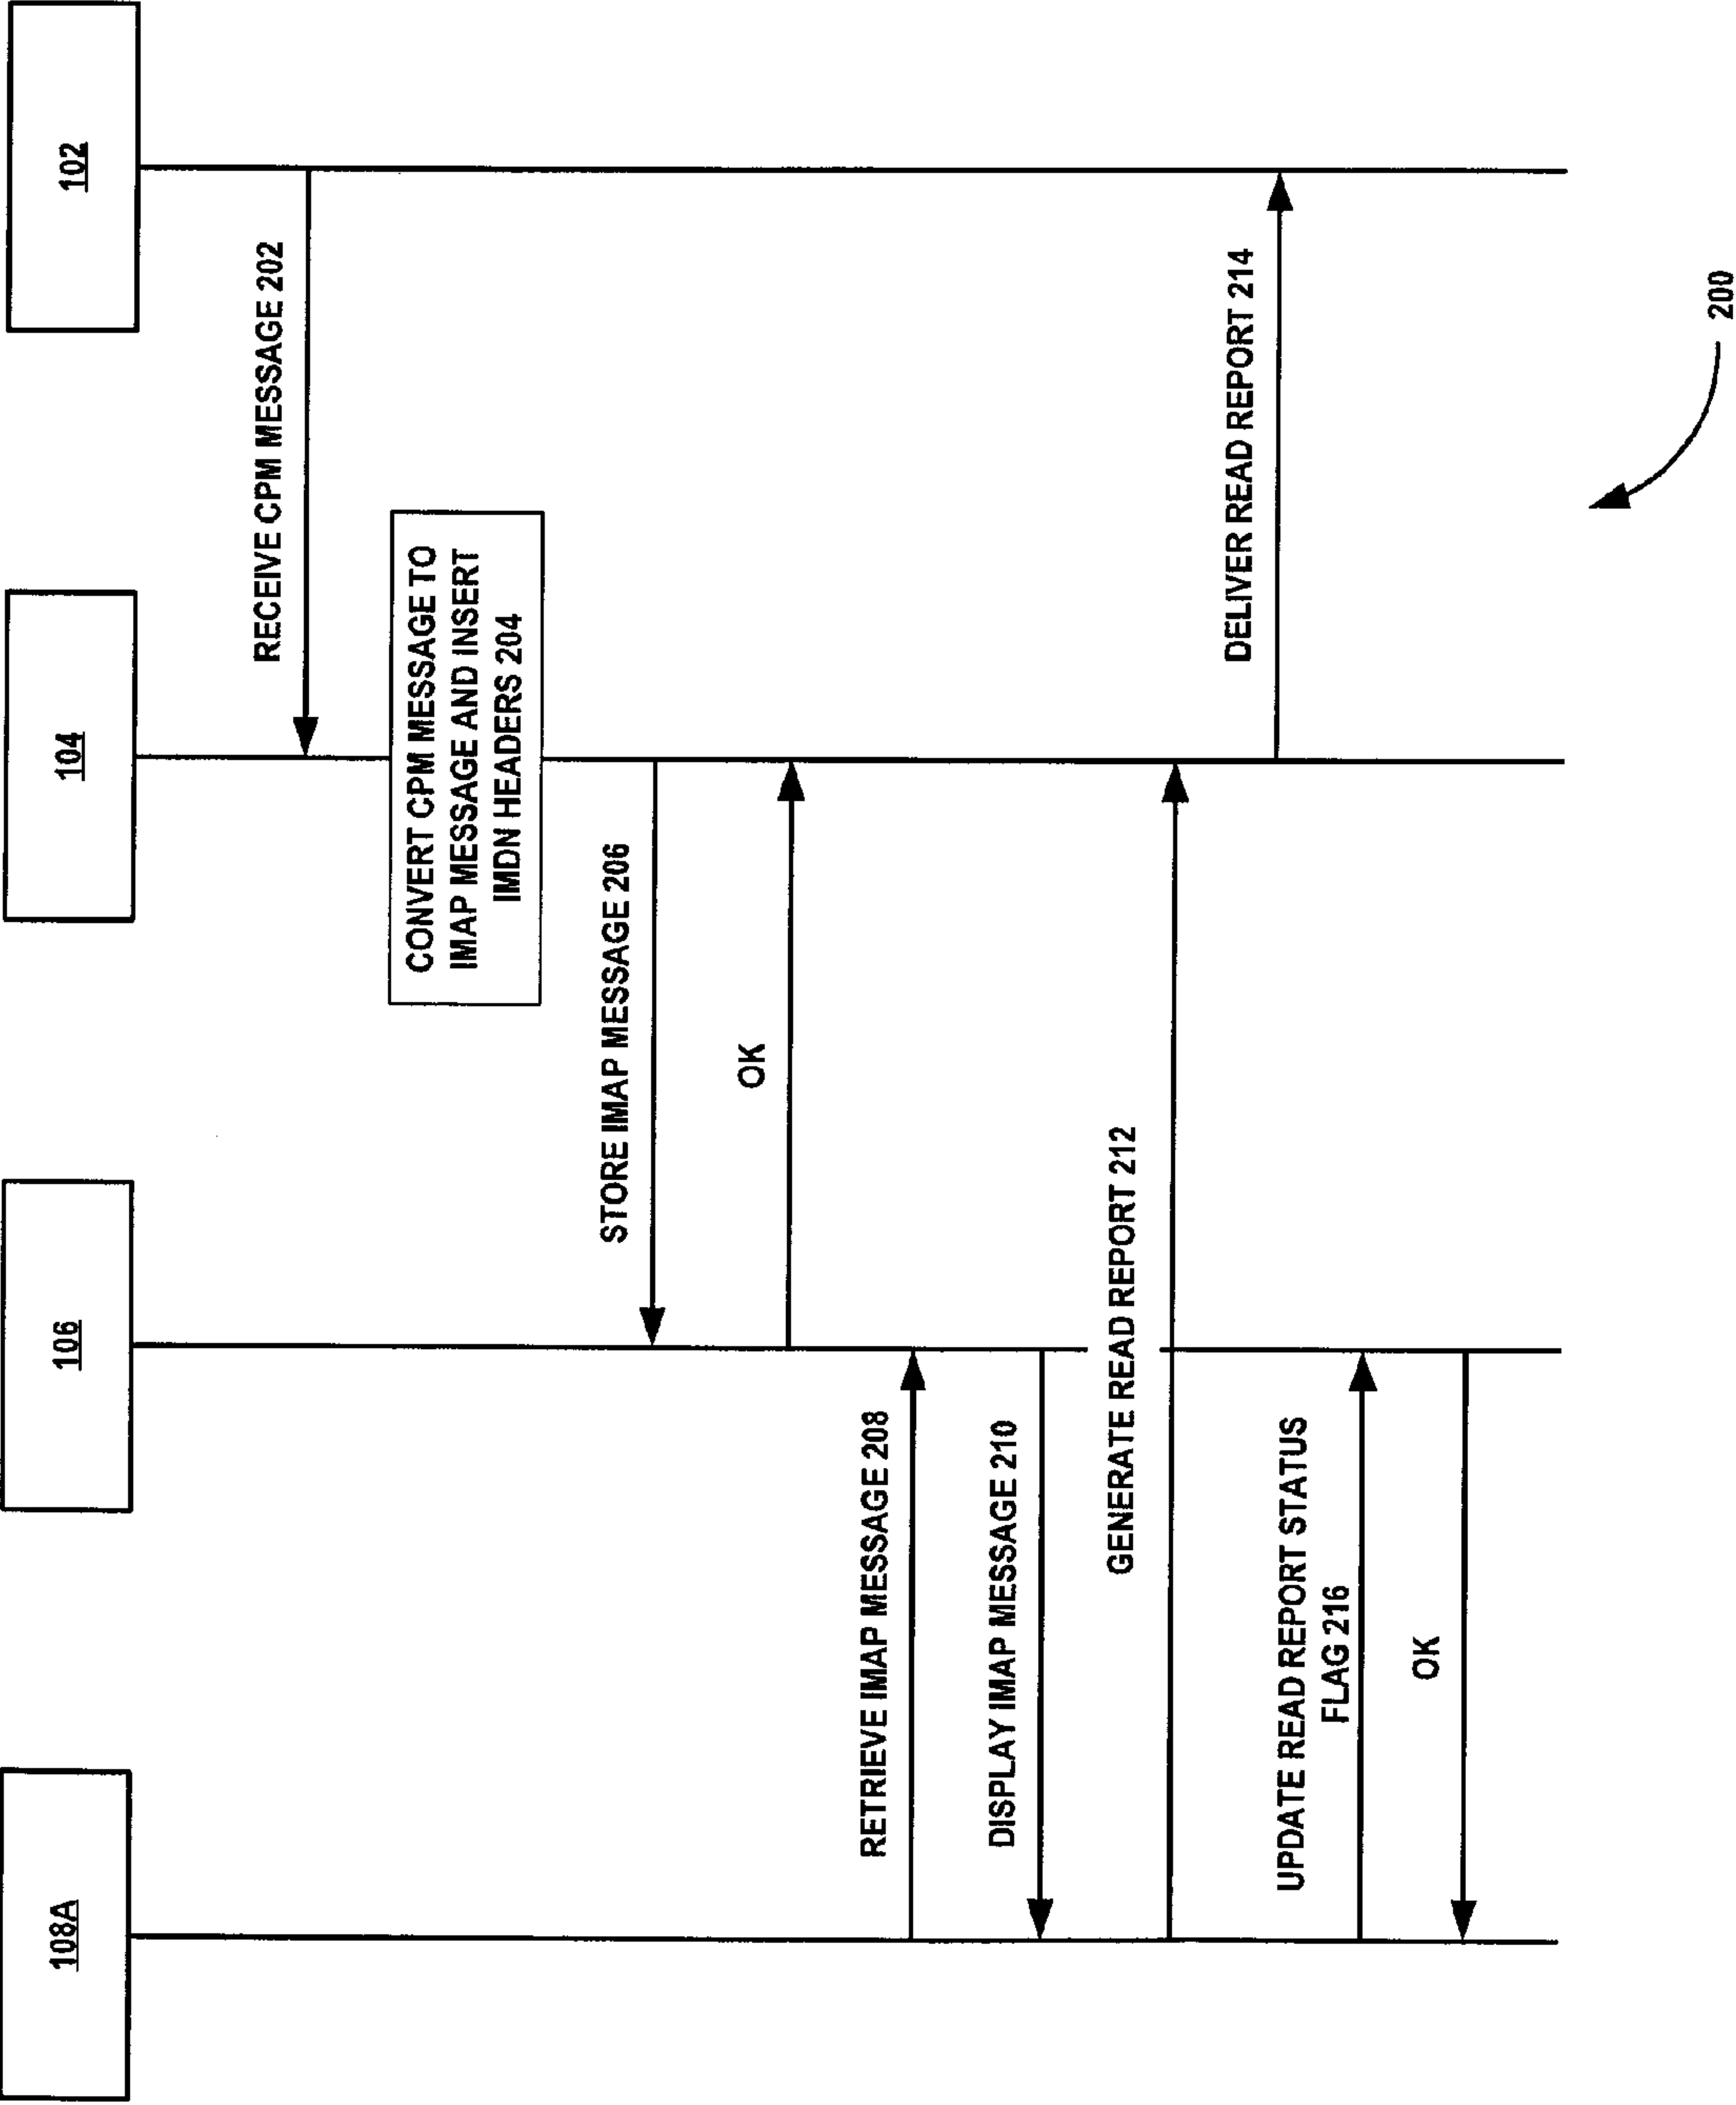 108A
106
104
102
RECEIVE CPM MESSAGE 202
CONVERT CPM MESSAGE TO
IMAP MESSAGE AND INSERT
IMDN HEADERS 204
STORE IMAP MESSAGE 206
OK
RETRIEVE IMAP MESSAGE 208
DISPLAY IMAP MESSAGE 210
GENERATE READ REPORT 212
DELIVER READ REPORT 214
UPDATE READ REPORT STATUS
FLAG 216
OK
200